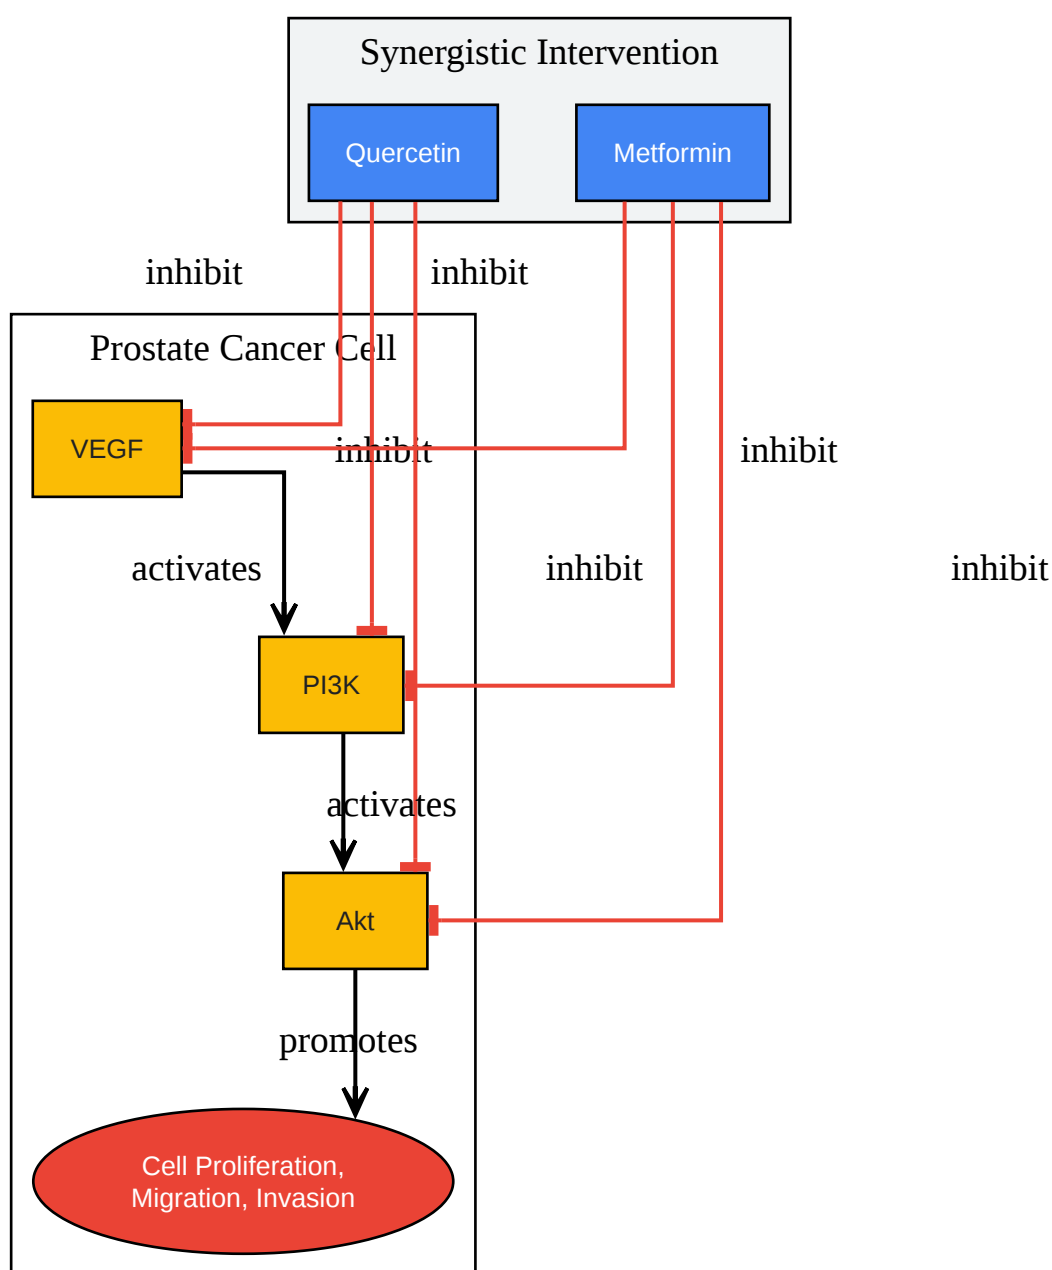 Synergistic Intervention
Quercetin
Metformin
inhibit
inhibit
Prostate Cancer Cell
VEGF
inhibit
inhibit
activates
inhibit
inhibit
PI3K
activates
Akt
promotes
Cell Proliferation,
Migration, Invasion